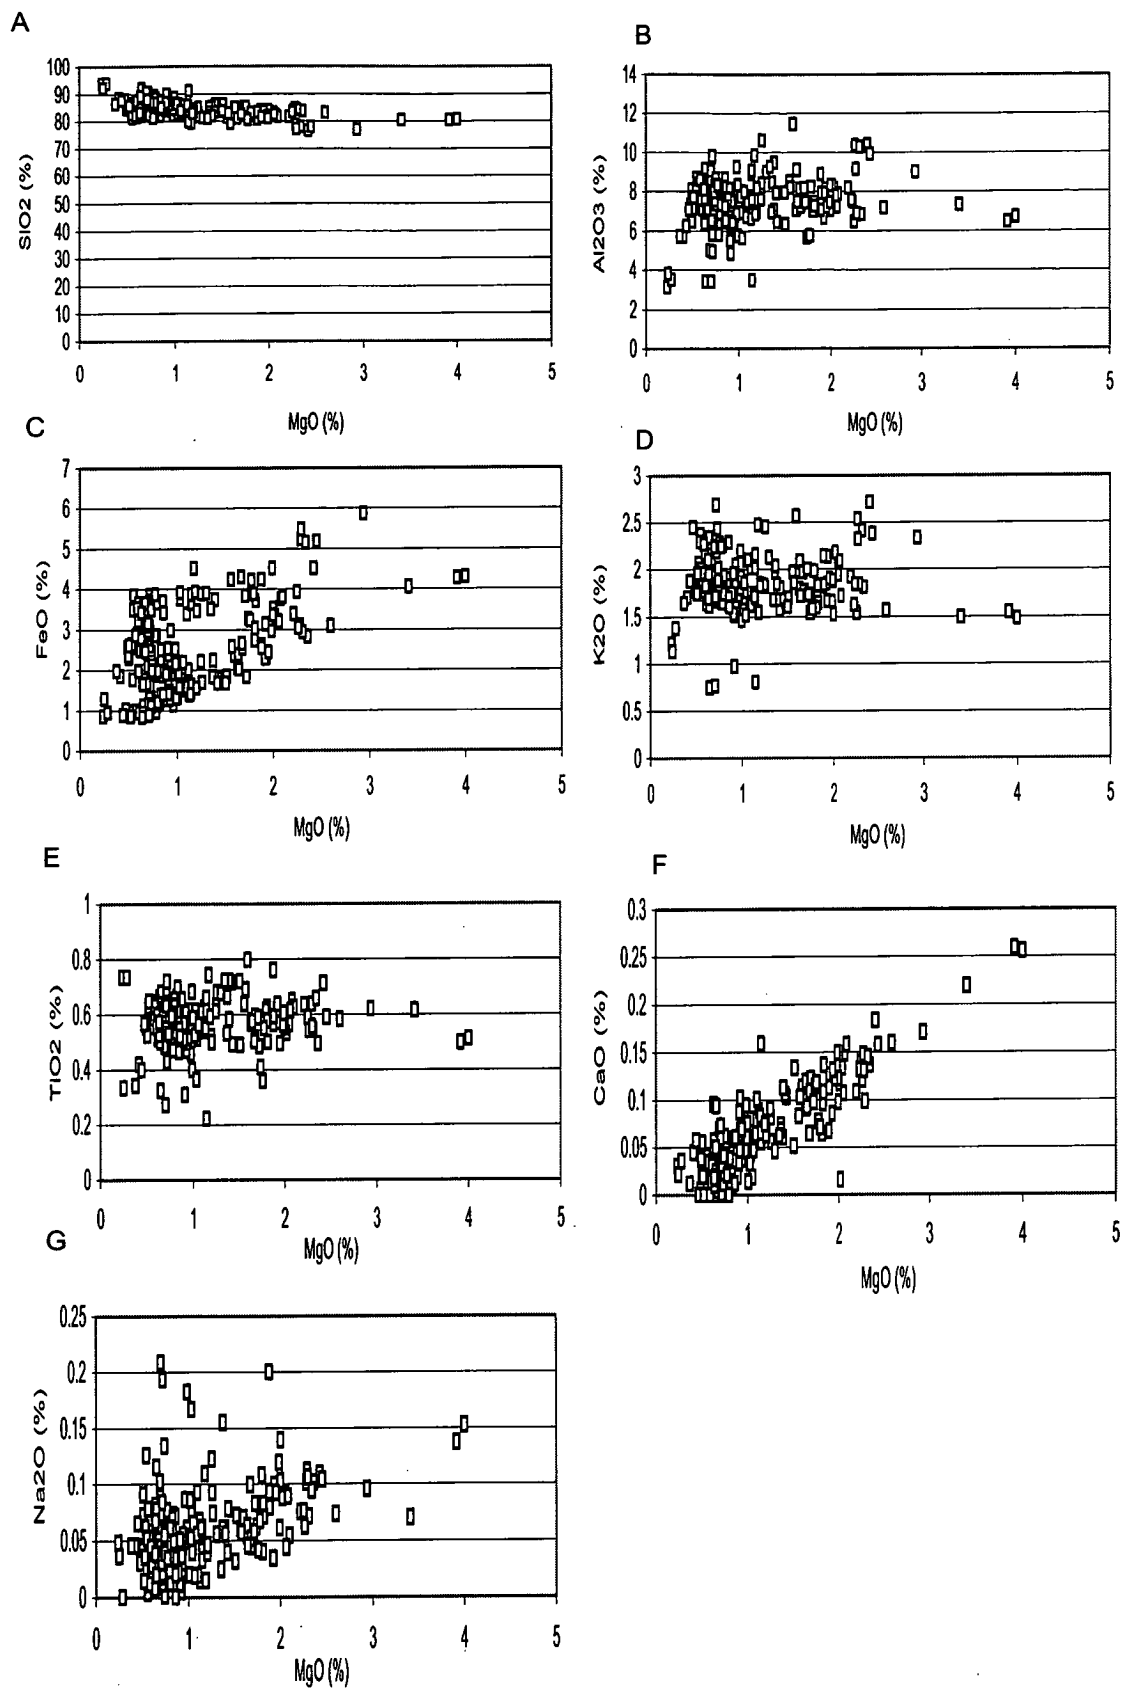 A
100
90
80
70
60
50
40
30
20
10
0
SiO2 (%)
0 1 2 3 4 5
MgO (%)
B
14
12
10
8
6
4
2
0
Al2O3 (%)
0 1 2 3 4 5
MgO (%)
C
7
6
5
4
3
2
1
0
FeO (%)
0 1 2 3 4 5
MgO (%)
D
3
2.5
2
1.5
1
0.5
0
K2O (%)
0 1 2 3 4 5
MgO (%)
E
1
0.8
0.6
0.4
0.2
0
TiO2 (%)
0 1 2 3 4 5
MgO (%)
F
0.3
0.25
0.2
0.15
0.1
0.05
0
CaO (%)
0 1 2 3 4 5
MgO (%)
G
0.25
0.2
0.15
0.1
0.05
0
Na2O (%)
0 1 2 3 4 5
MgO (%)